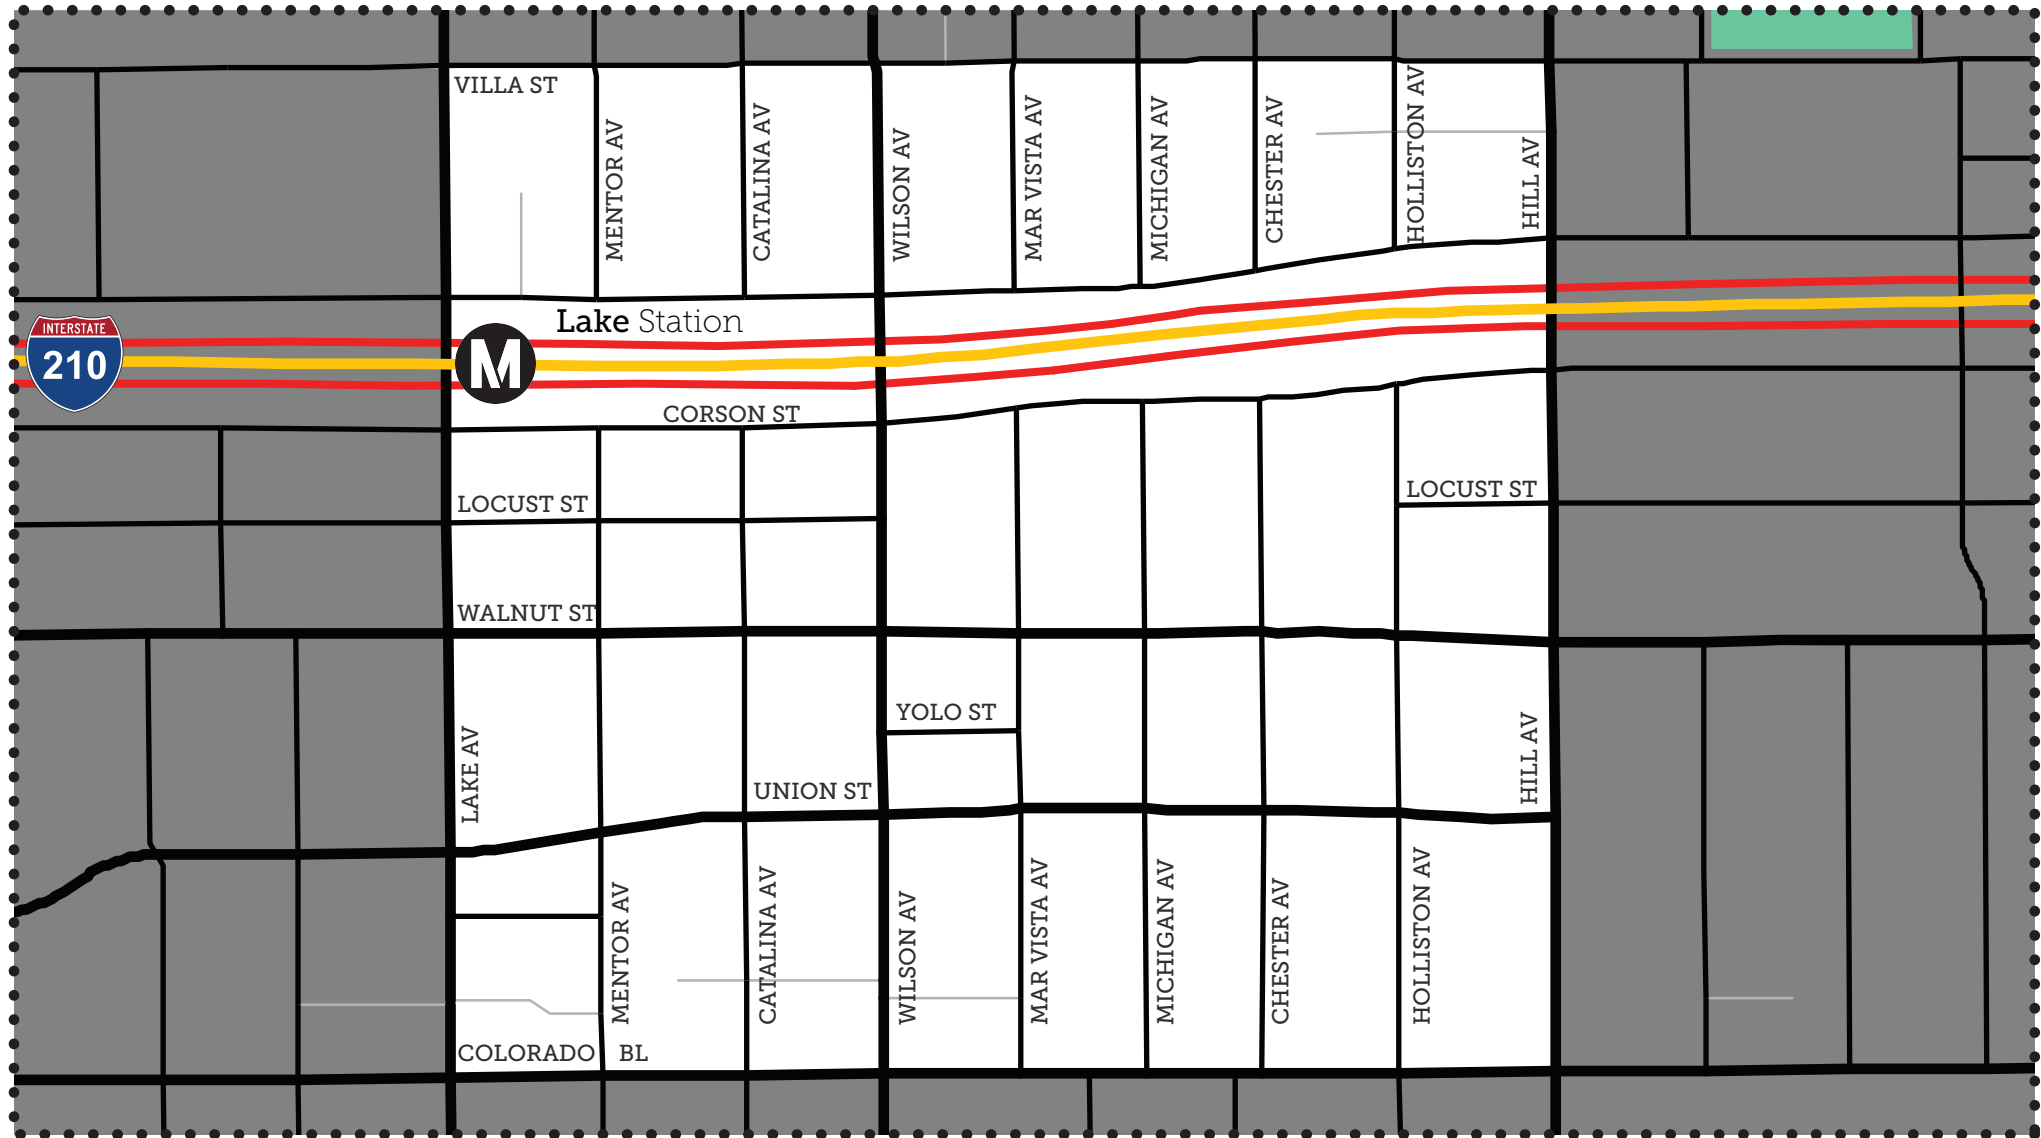 VILLA ST
MENTOR AV
CATALINA AV
WILSON AV
MAR VISTA AV
MICHIGAN AV
CHESTER AV
HOLLISTON AV
HILL AV
INTERSTATE
210
M
Lake Station
CORSON ST
LOCUST ST
LOCUST ST
WALNUT ST
YOLO ST
LAKE AV
UNION ST
HILL AV
MENTOR AV
CATALINA AV
WILSON AV
MAR VISTA AV
MICHIGAN AV
CHESTER AV
HOLLISTON AV
COLORADO BL